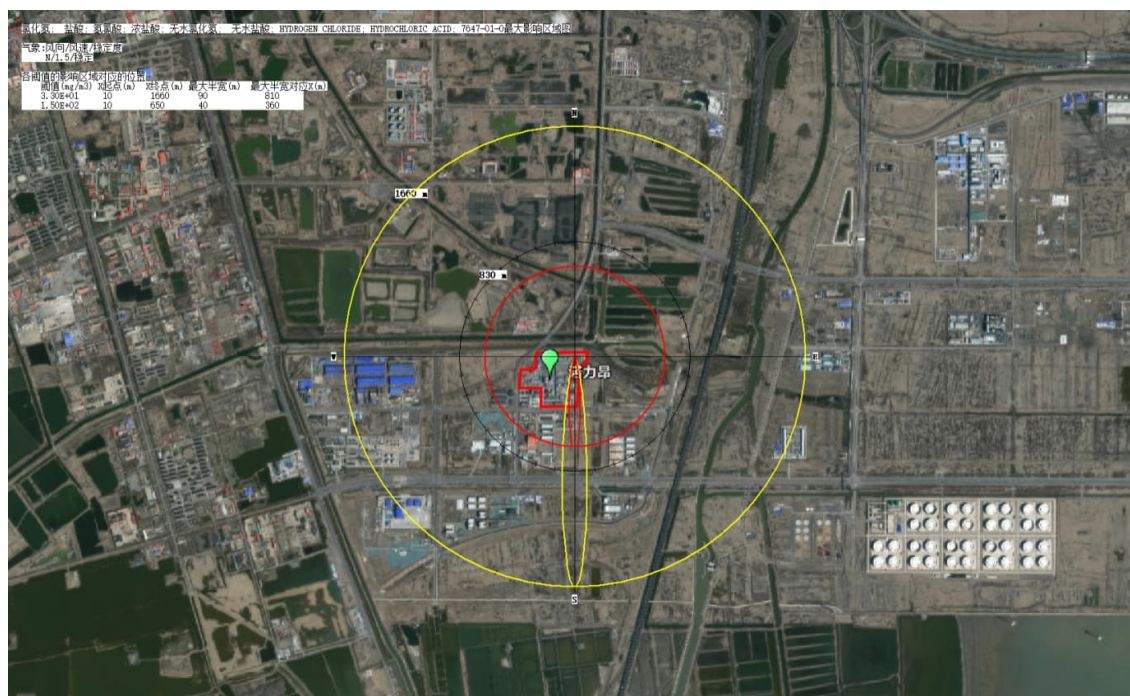 氯化氢; 盐酸; 氢氯酸; 浓盐酸; 无水氯化氢; 无水盐酸; HYDROGEN CHLORIDE; HYDROCHLORIC ACID; 7647-01-0最大影响区域图
气象:风向/风速/稳定度
N/1.5/稳定
各阈值的影响区域对应的位置
阈值(mg/m3) X起点(m) X终点(m) 最大半宽(m) 最大半宽对应X(m)
3.30E+01 10 1660 90 810
1.50E+02 10 650 40 360
N
1660 m
830 m
W
E
力昂
S